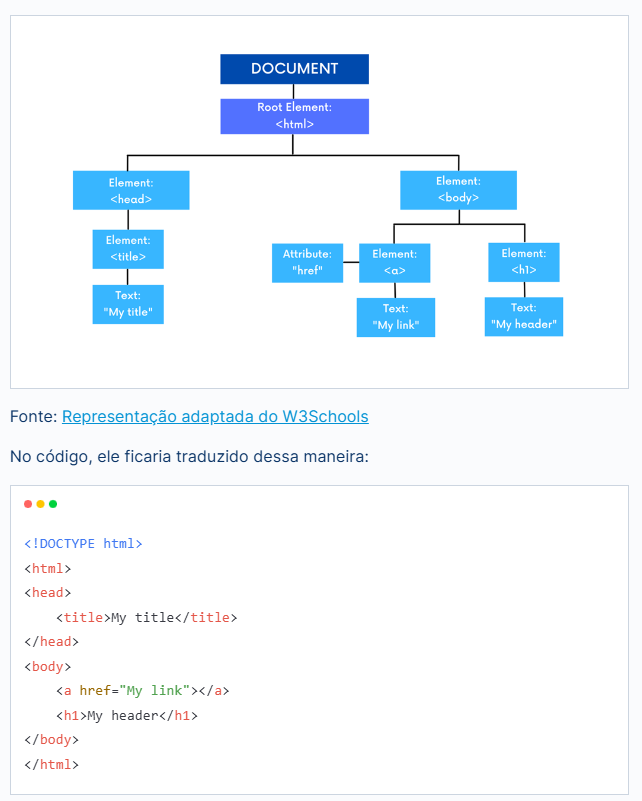 DOCUMENT
Root Element:
<html>
Element:
<head>
Element:
<body>
Element:
<title>
Attribute:
"href"
Element:
<a>
Element:
<h1>
Text:
"My title"
Text:
"My link"
Text:
"My header"
Fonte: Representação adaptada do W3Schools
No código, ele ficaria traduzido dessa maneira:
<!DOCTYPE html>
<html>
<head>
    <title>My title</title>
</head>
<body>
    <a href="My link"></a>
    <h1>My header</h1>
</body>
</html>